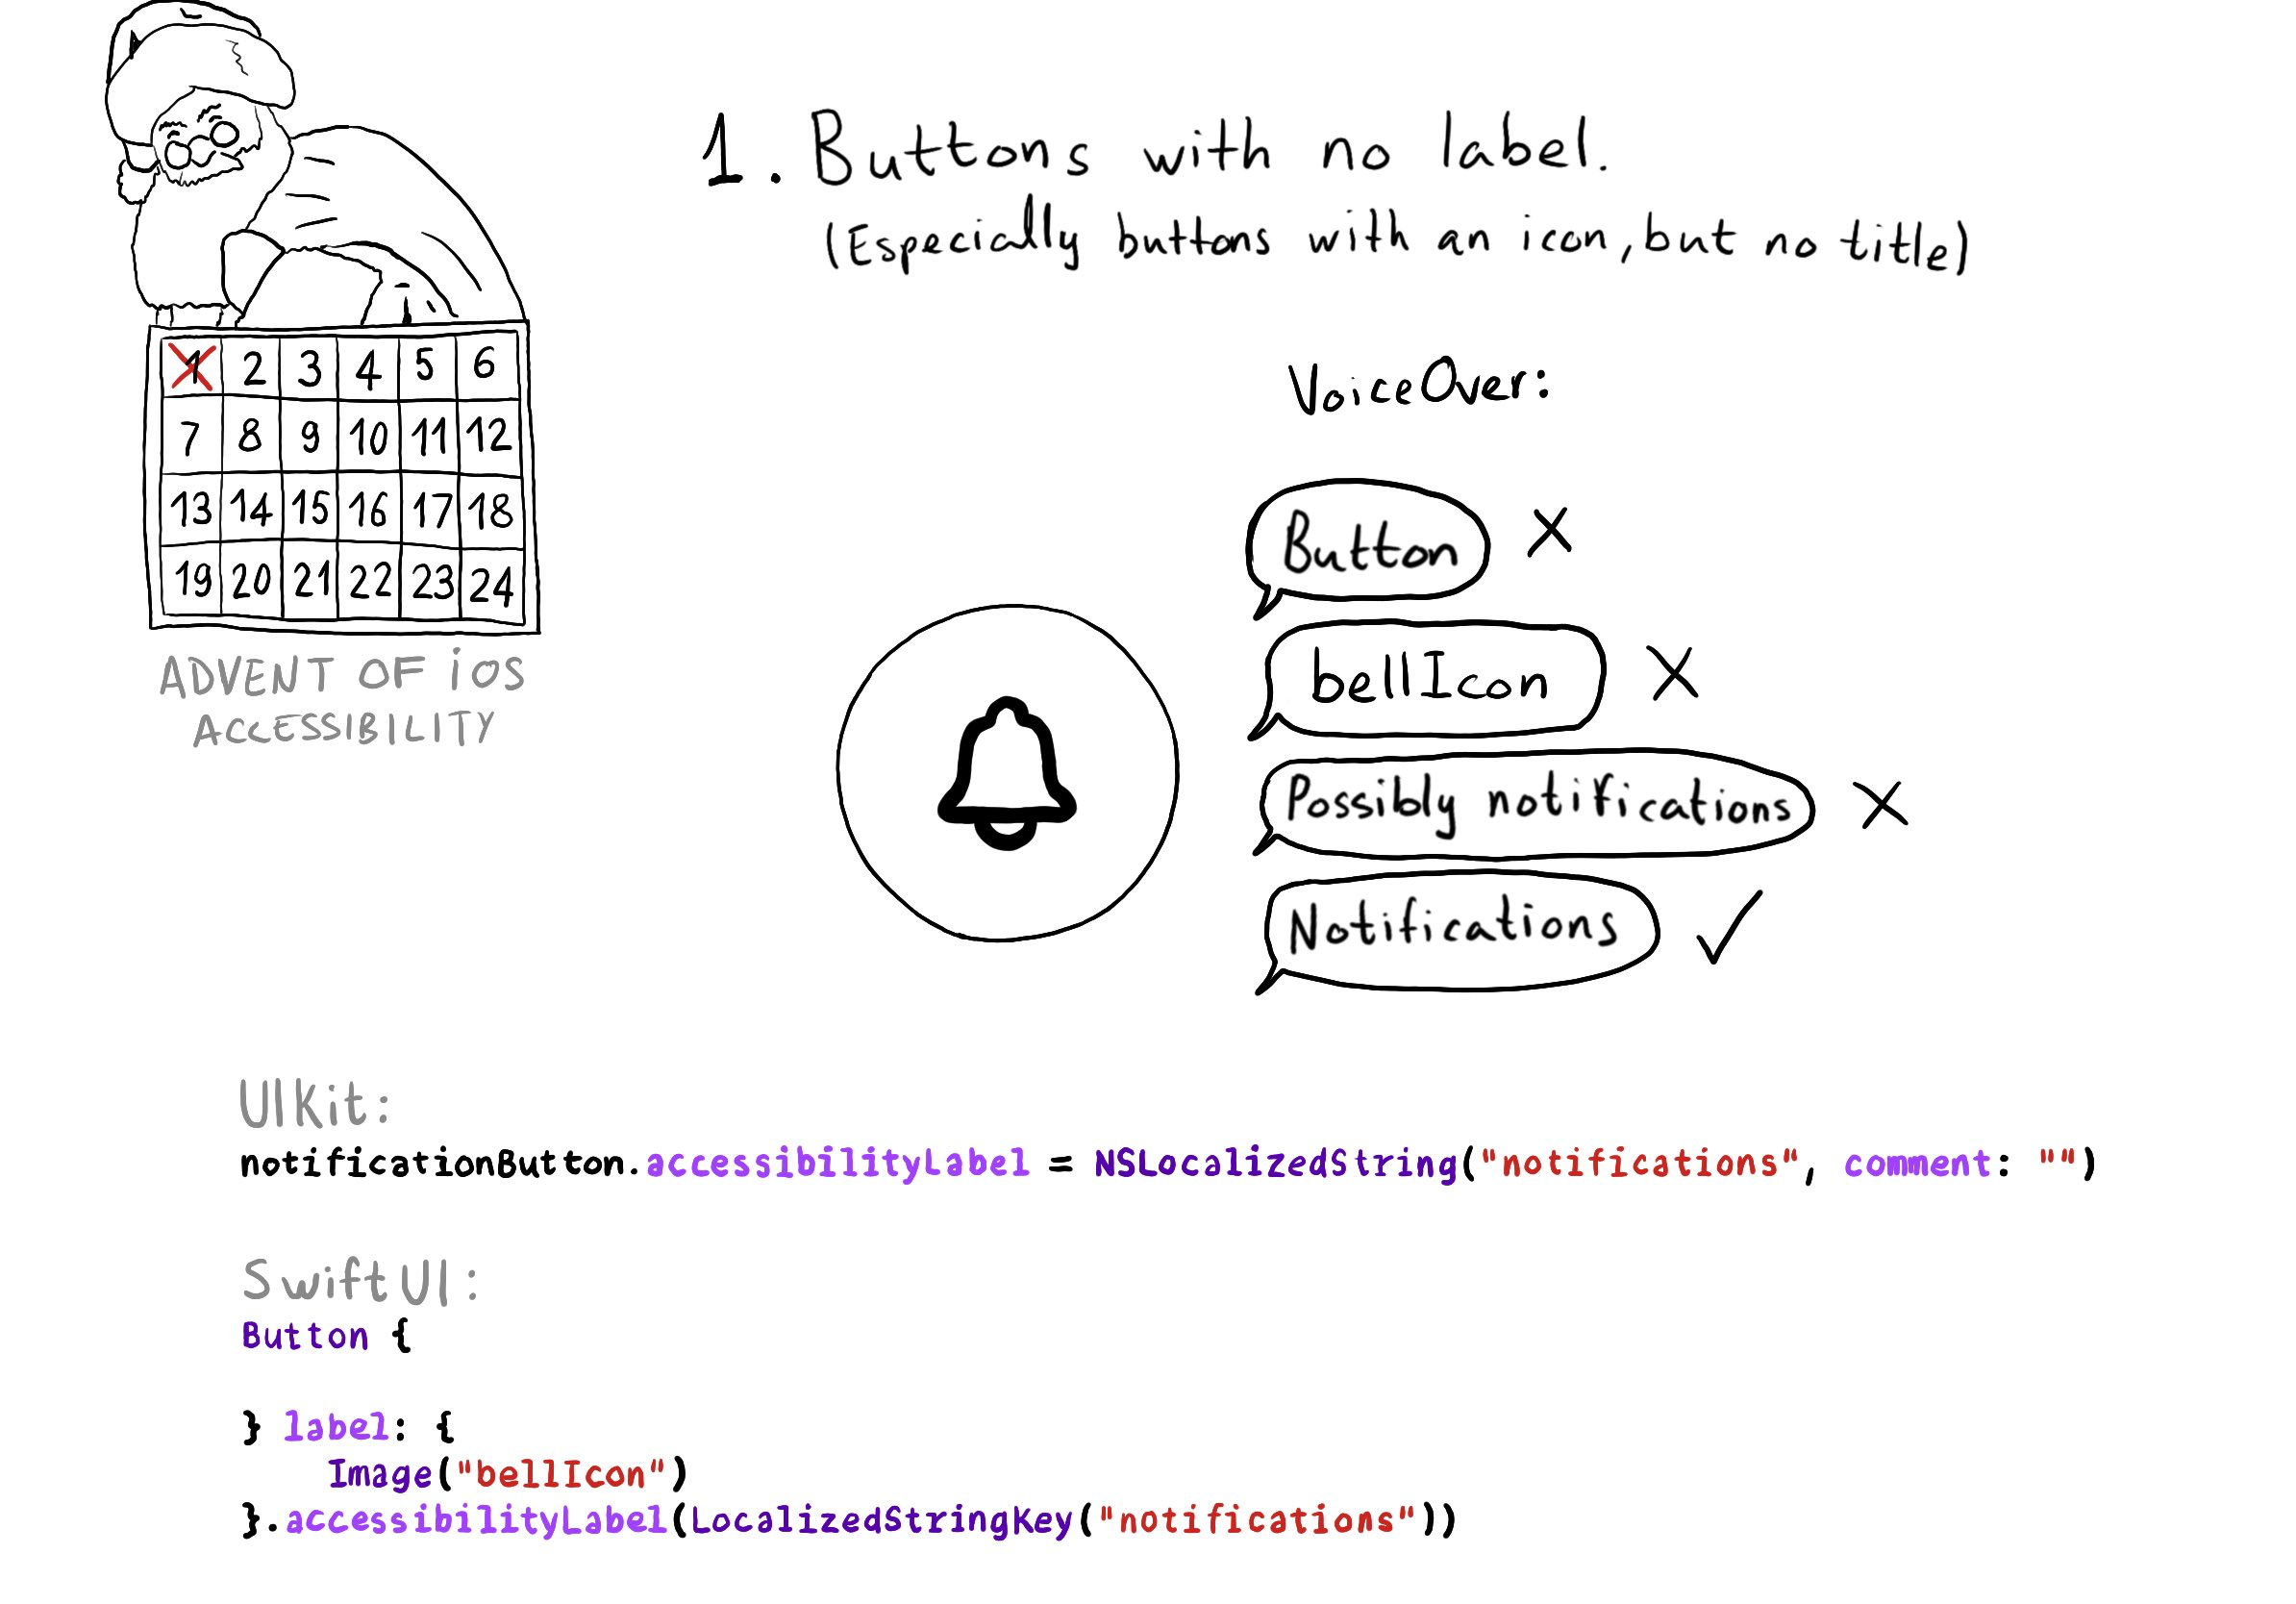 1. Buttons with no label.
(Especially buttons with an icon, but no title)
1 2 3 4 5 6
7 8 9 10 11 12
13 14 15 16 17 18
19 20 21 22 23 24
ADVENT OF iOS
ACCESSIBILITY
VoiceOver:
Button X
bellIcon X
Possibly notifications X
Notifications ✓
UIKit:
notificationButton.accessibilityLabel = NSLocalizedString("notifications", comment: "")
SwiftUI:
Button {
} label: {
Image("bellIcon")
}.accessibilityLabel(LocalizedStringKey("notifications"))